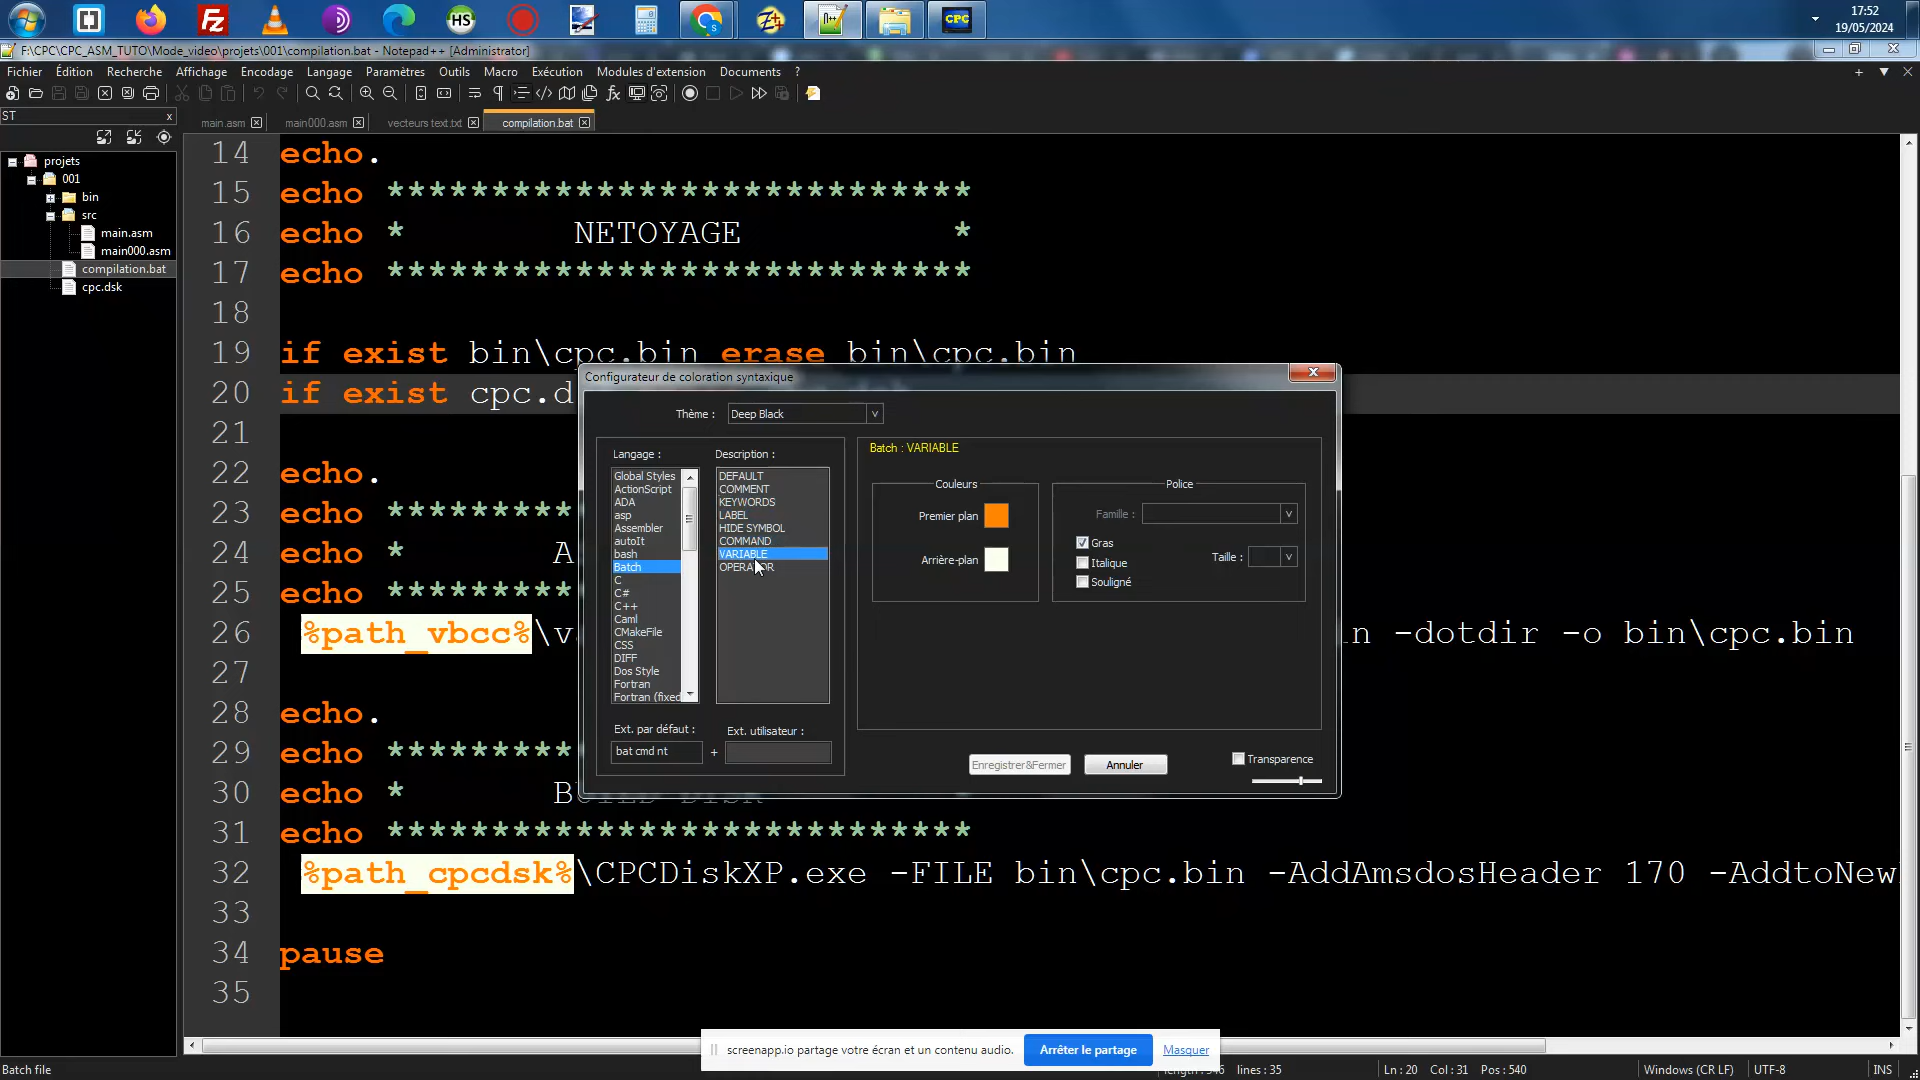 17:52
19/05/2024
F:\CPC\CPC_ASM_TUTO\Mode_video\projets\001\compilation.bat - Notepad++ [Administrator]
Fichier Édition Recherche Affichage Encodage Langage Paramètres Outils Macro Exécution Modules d'extension Documents ?
ST
main.asm main000.asm vecteurs text.txt compilation.bat
projets
001
bin
src
main.asm
main000.asm
compilation.bat
cpc.dsk
14 echo.
15 echo ****************************
16 echo * NETOYAGE *
17 echo ****************************
18
19 if exist bin\cpc.bin erase bin\cpc.bin
20 if exist cpc.d
21
22 echo.
23 echo *********
24 echo * A
25 echo *********
26 %path_vbcc%\v n -dotdir -o bin\cpc.bin
27
28 echo.
29 echo *********
30 echo * BUILD DISK
31 echo ****************************
32 %path_cpcdsk%\CPCDiskXP.exe -FILE bin\cpc.bin -AddAmsdosHeader 170 -AddtoNew
33
34 pause
35
Configurateur de coloration syntaxique
Thème : Deep Black
Langage :
Global Styles
ActionScript
ADA
asp
Assembler
autoIt
bash
Batch
C
C#
C++
Caml
CMakeFile
CSS
DIFF
Dos Style
Fortran
Fortran (fixed
Description :
DEFAULT
COMMENT
KEYWORDS
LABEL
HIDE SYMBOL
COMMAND
VARIABLE
OPERATOR
Ext. par défaut :
bat cmd nt
+
Ext. utilisateur :
Batch : VARIABLE
Couleurs
Premier plan
Arrière-plan
Police
Famille :
Gras
Italique
Souligné
Taille :
Enregistrer&Fermer
Annuler
Transparence
screenapp.io partage votre écran et un contenu audio.
Arrêter le partage
Masquer
Batch file
lines : 35
Ln : 20 Col : 31 Pos : 540
Windows (CR LF)
UTF-8
INS